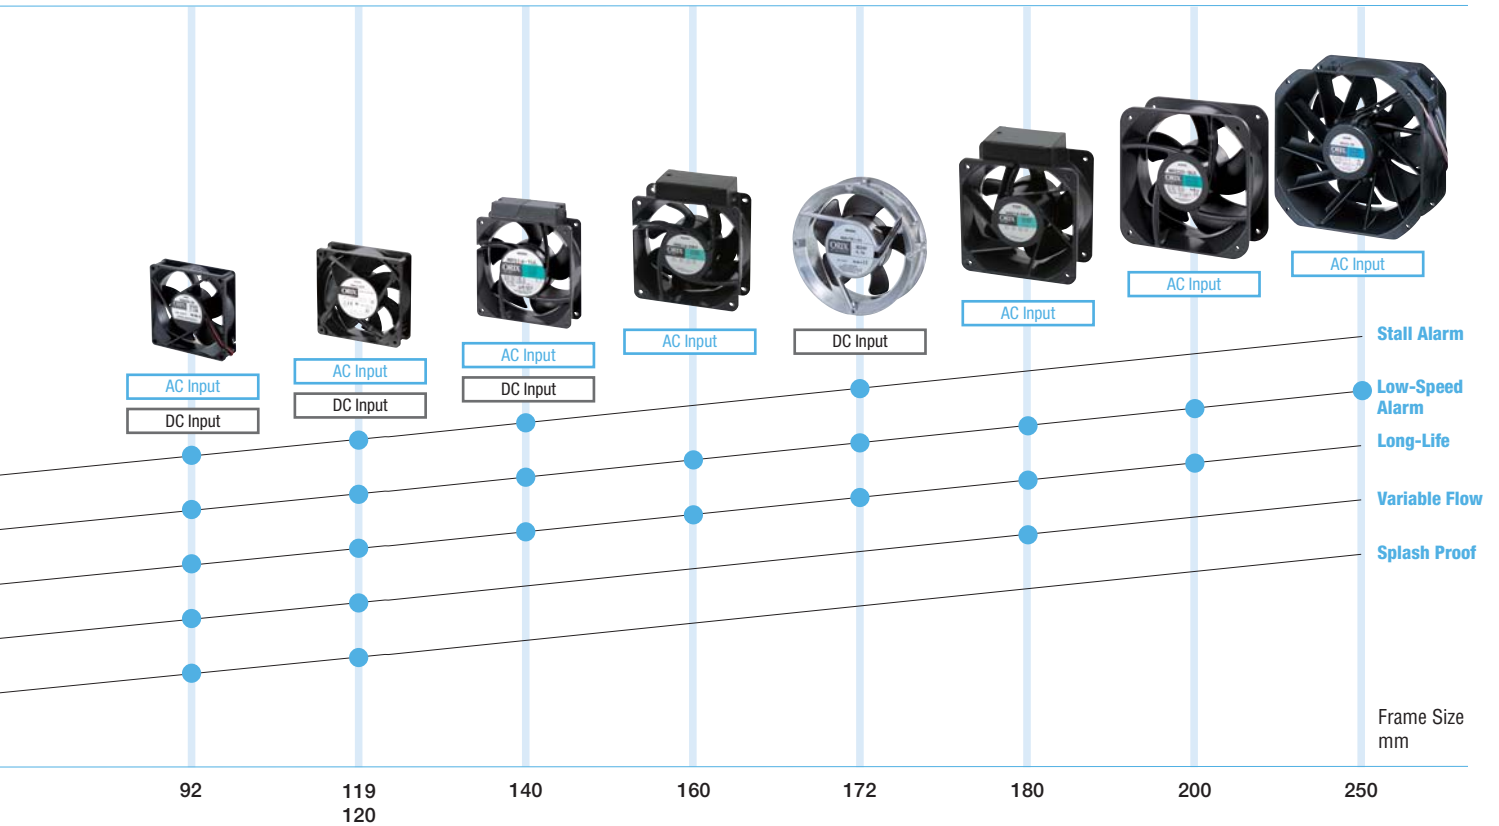 AC Input
AC Input
AC Input
DC Input
AC Input
AC Input
Stall Alarm
AC Input
AC Input
DC Input
AC Input
DC Input
DC Input
Low-Speed
Alarm
Long-Life
Variable Flow
Splash Proof
Frame Size
mm
92
119
120
140
160
172
180
200
250